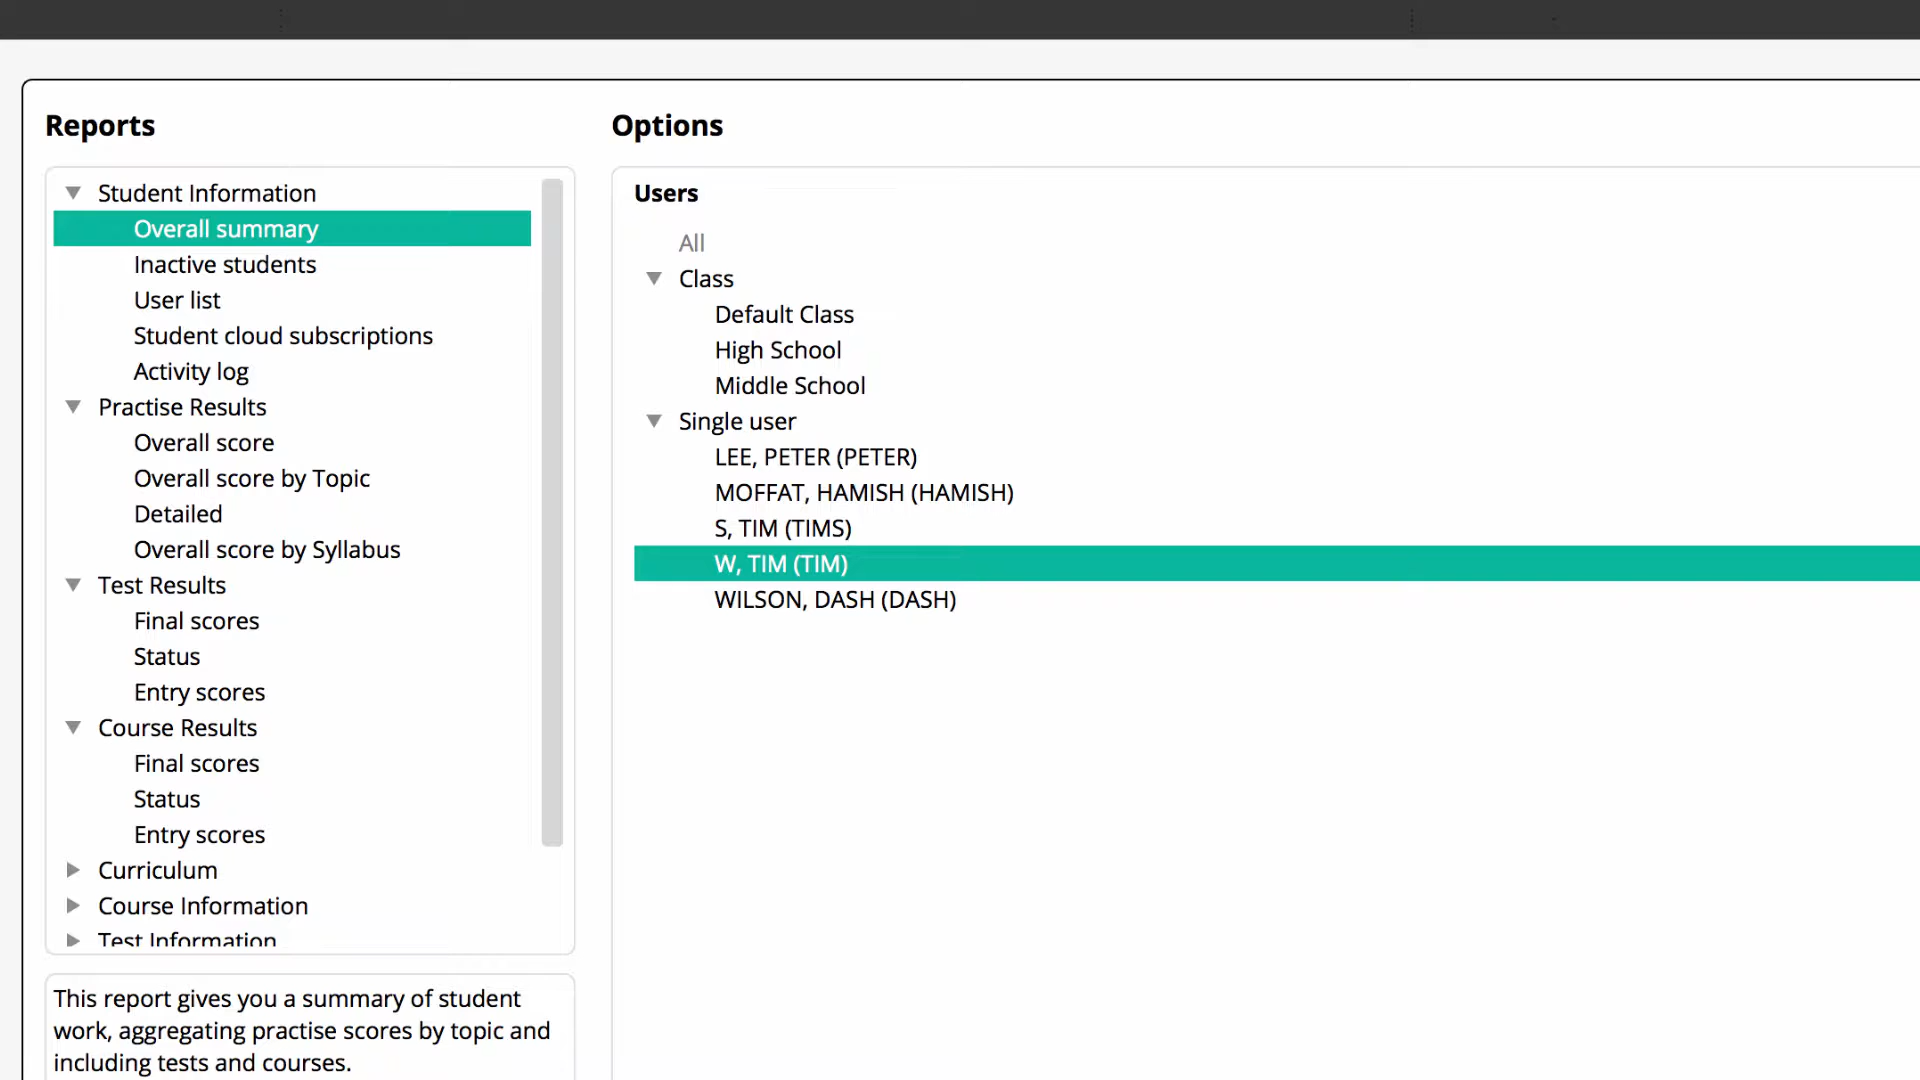 Reports
Student Information
Overall summary
Inactive students
User list
Student cloud subscriptions
Activity log
Practise Results
Overall score
Overall score by Topic
Detailed
Overall score by Syllabus
Test Results
Final scores
Status
Entry scores
Course Results
Final scores
Status
Entry scores
Curriculum
Course Information
Test Information
This report gives you a summary of student
work, aggregating practise scores by topic and
including tests and courses.
Options
Users
All
Class
Default Class
High School
Middle School
Single user
LEE, PETER (PETER)
MOFFAT, HAMISH (HAMISH)
S, TIM (TIMS)
W, TIM (TIM)
WILSON, DASH (DASH)